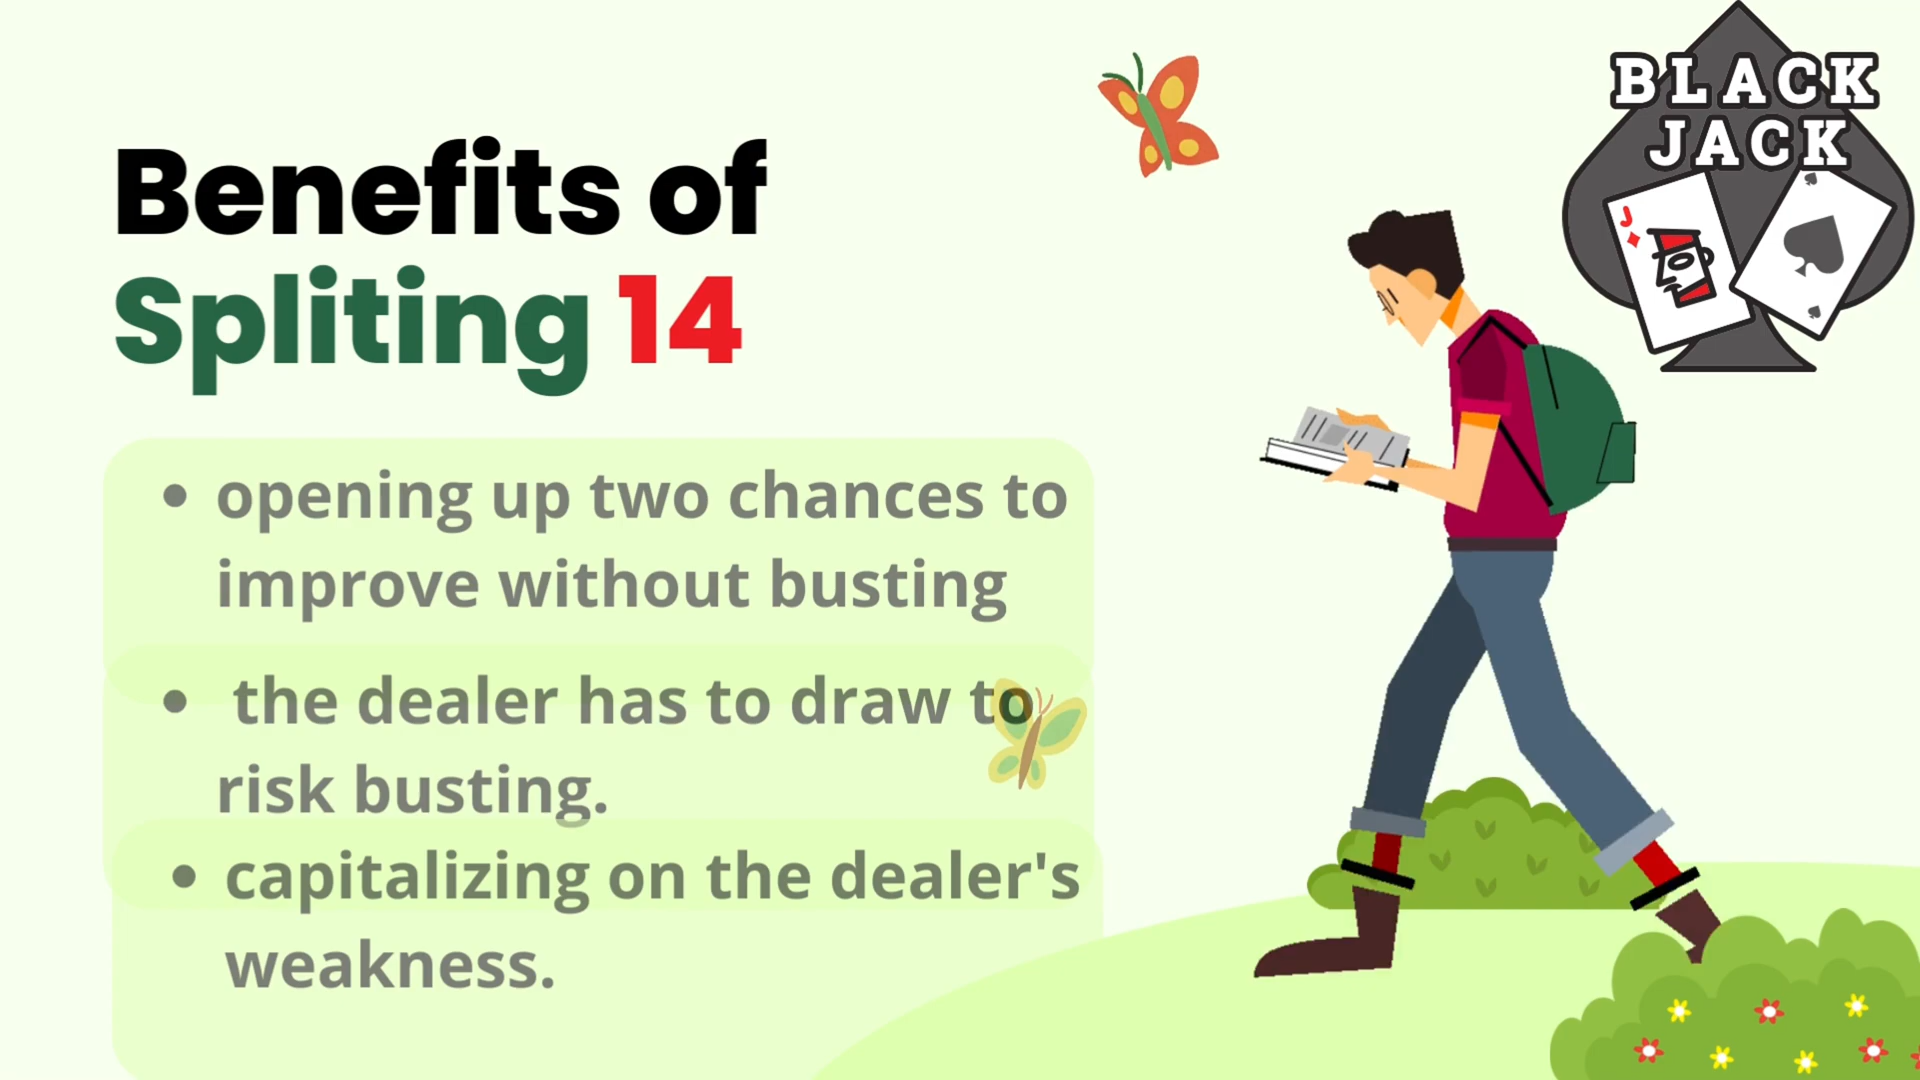 BLACK
JACK
J
Benefits of
Spliting 14
• opening up two chances to
improve without busting
• the dealer has to draw to
risk busting.
• capitalizing on the dealer's
weakness.